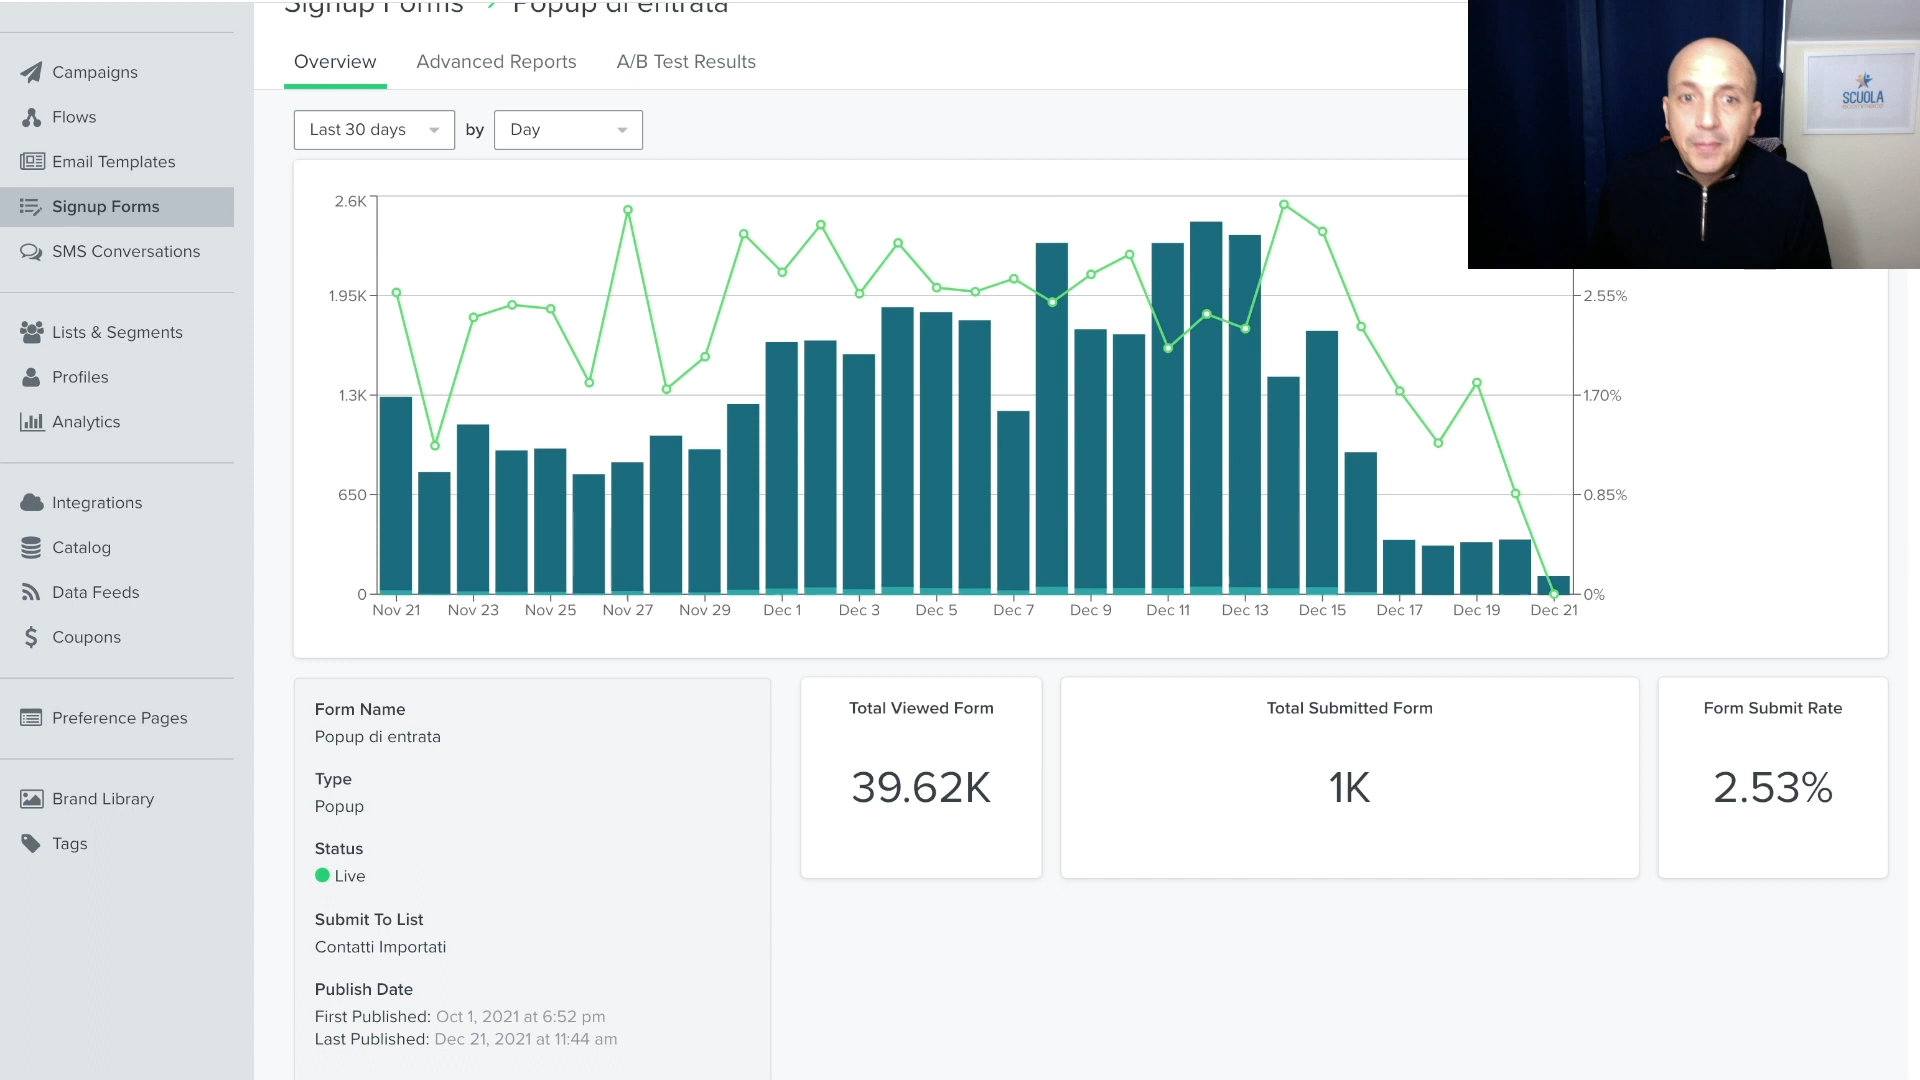 Signup Forms > Popup di entrata
Overview
Advanced Reports
A/B Test Results
Last 30 days
by
Day
Campaigns
Flows
Email Templates
Signup Forms
SMS Conversations
Lists & Segments
Profiles
Analytics
Integrations
Catalog
Data Feeds
Coupons
Preference Pages
Brand Library
Tags
SCUOLA
2.6K
1.95K
1.3K
650
0
2.55%
1.70%
0.85%
0%
Nov 21 Nov 23 Nov 25 Nov 27 Nov 29 Dec 1 Dec 3 Dec 5 Dec 7 Dec 9 Dec 11 Dec 13 Dec 15 Dec 17 Dec 19 Dec 21
Form Name
Popup di entrata
Type
Popup
Status
Live
Submit To List
Contatti Importati
Publish Date
First Published: Oct 1, 2021 at 6:52 pm
Last Published: Dec 21, 2021 at 11:44 am
Total Viewed Form
39.62K
Total Submitted Form
1K
Form Submit Rate
2.53%